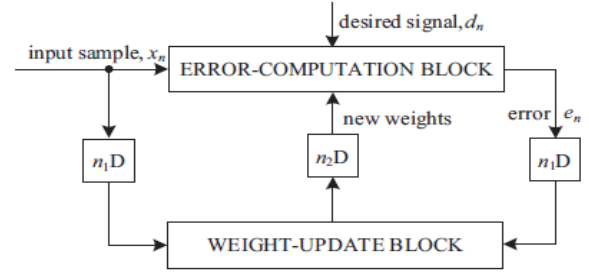 desired signal, dₙ
input sample, xₙ
ERROR-COMPUTATION BLOCK
new weights
error eₙ
n₁D
n₂D
n₁D
WEIGHT-UPDATE BLOCK